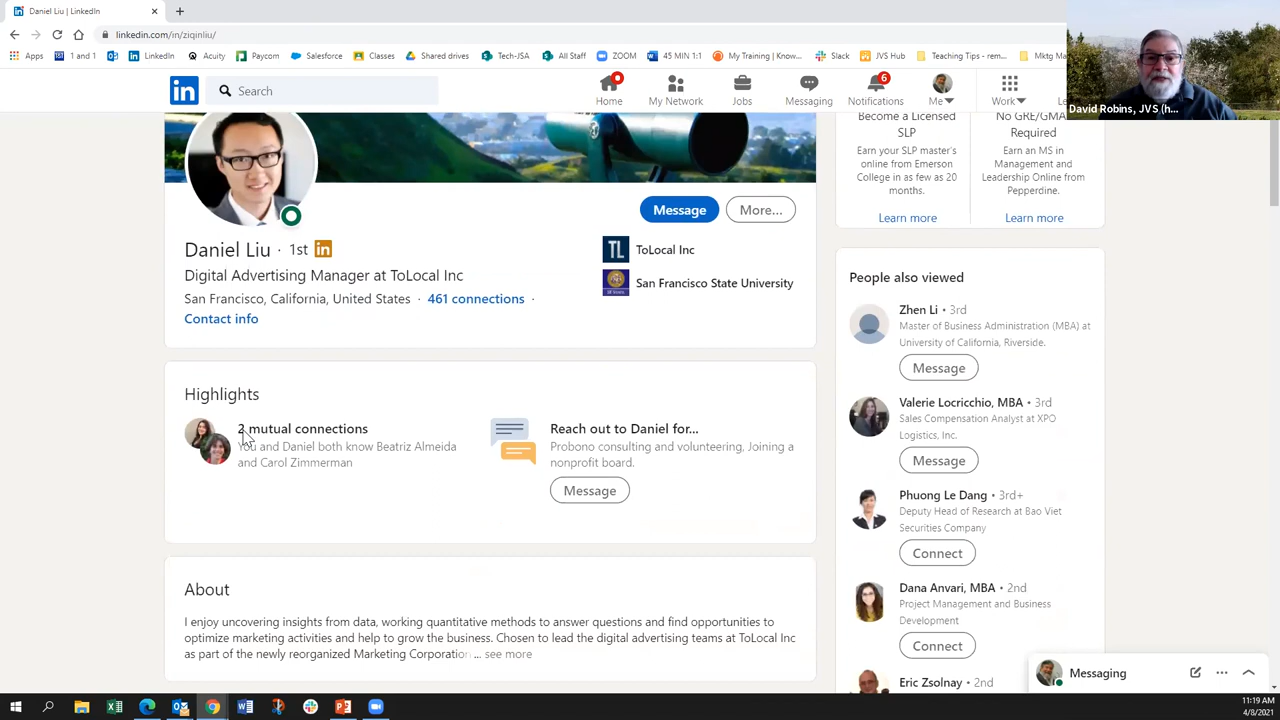 Daniel Liu | LinkedIn
linkedin.com/in/ziqinliu/
Apps
1 and 1
LinkedIn
Acuity
Paycom
Salesforce
Classes
Shared drives
Tech-JSA
All Staff
ZOOM
45 MIN 1:1
My Training | Know...
Slack
JVS Hub
Teaching Tips - rem...
Mktg
David Robins, JVS (h...
Search
Home
My Network
Jobs
Messaging
6
Notifications
Me
Work
Daniel Liu · 1st in
Digital Advertising Manager at ToLocal Inc
San Francisco, California, United States · 461 connections ·
Contact info
Message
More...
TL ToLocal Inc
San Francisco State University
Highlights
2 mutual connections
You and Daniel both know Beatriz Almeida
and Carol Zimmerman
Reach out to Daniel for...
Probono consulting and volunteering, Joining a
nonprofit board.
Message
About
I enjoy uncovering insights from data, working quantitative methods to answer questions and find opportunities to
optimize marketing activities and help to grow the business. Chosen to lead the digital advertising teams at ToLocal Inc
as part of the newly reorganized Marketing Corporation ... see more
Become a Licensed
SLP
Earn your SLP master's
online from Emerson
College in as few as 20
months.
Learn more
No GRE/GMA
Required
Earn an MS in
Management and
Leadership Online from
Pepperdine.
Learn more
People also viewed
Zhen Li • 3rd
Master of Business Administration (MBA) at
University of California, Riverside.
Message
Valerie Locricchio, MBA • 3rd
Sales Compensation Analyst at XPO
Logistics, Inc.
Message
Phuong Le Dang • 3rd+
Deputy Head of Research at Bao Viet
Securities Company
Connect
Dana Anvari, MBA • 2nd
Project Management and Business
Development
Connect
Eric Zsolnay • 2nd
Messaging
11:19 AM
4/8/2021